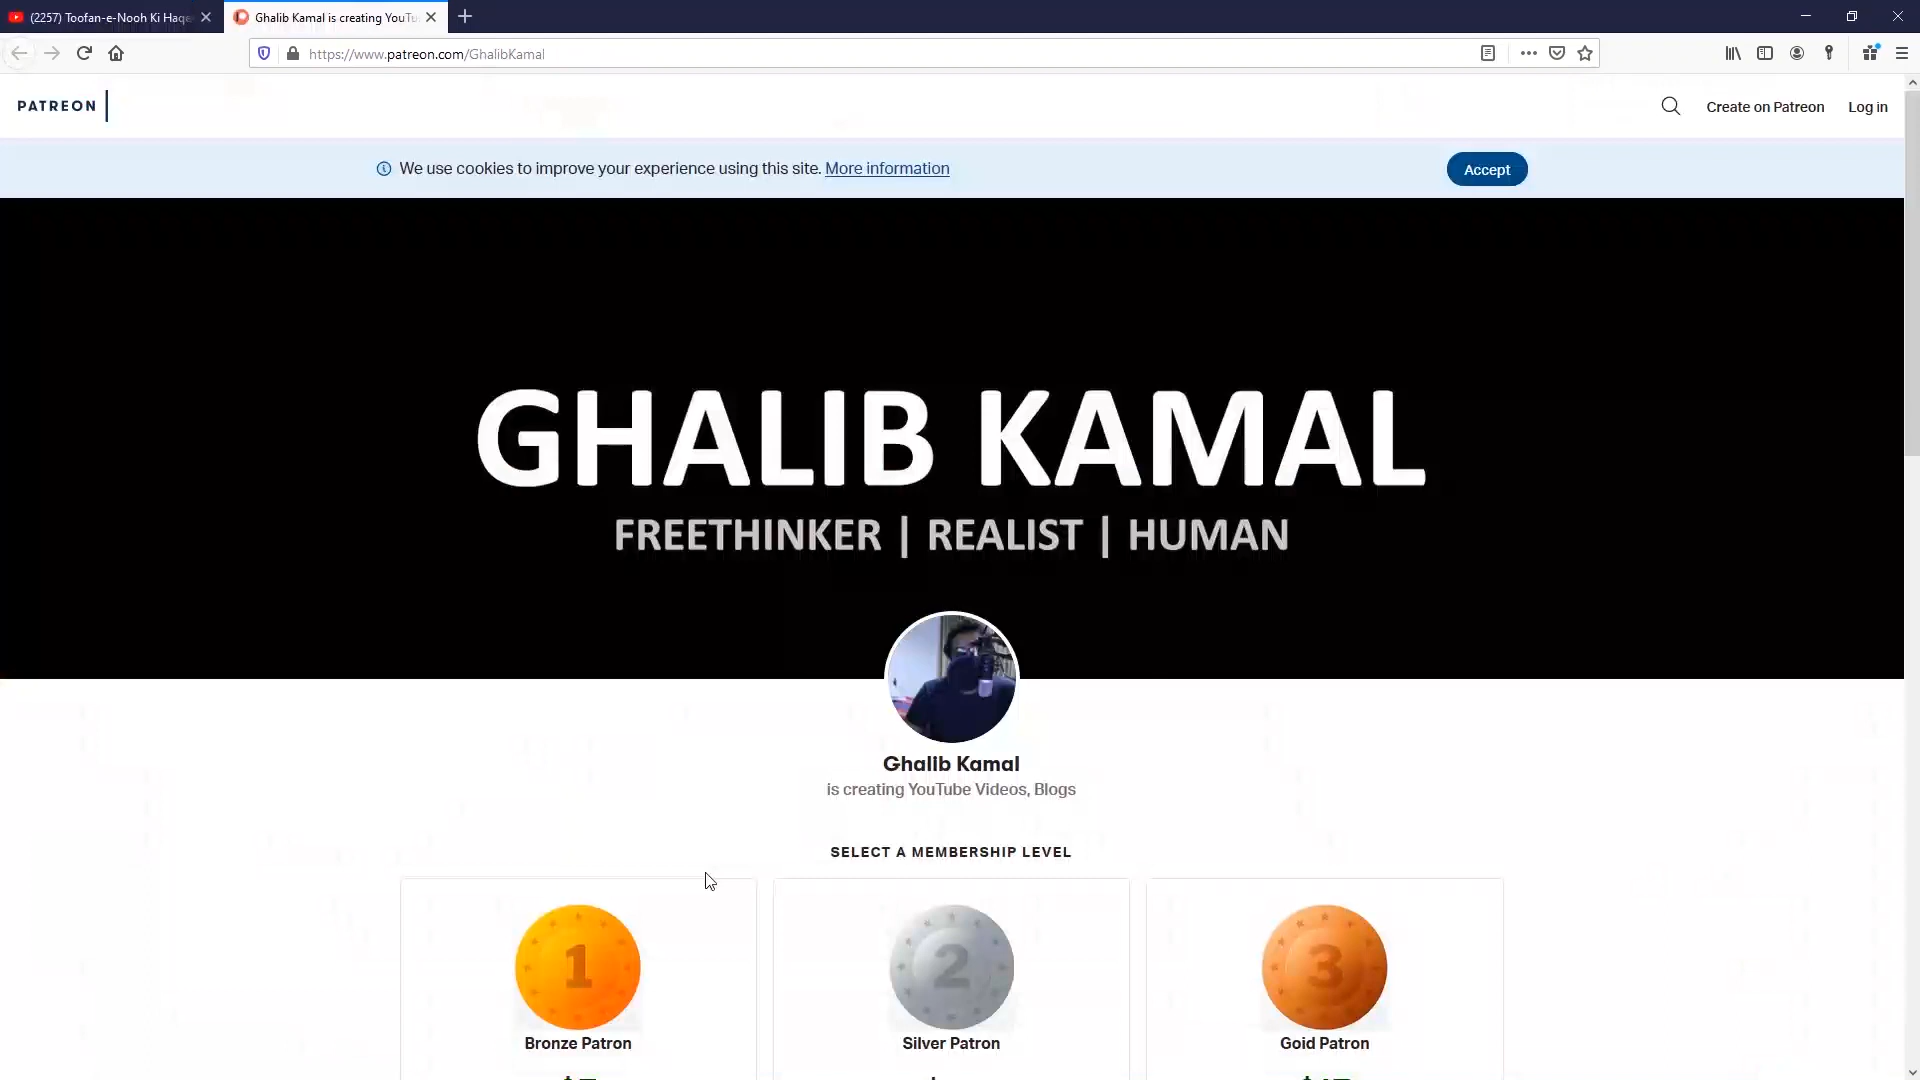 (2257) Toofan-e-Nooh Ki Haqe
Ghalib Kamal is creating YouTu
https://www.patreon.com/GhalibKamal
PATREON
Create on Patreon
Log in
We use cookies to improve your experience using this site. More information
Accept
GHALIB KAMAL
FREETHINKER | REALIST | HUMAN
Ghalib Kamal
is creating YouTube Videos, Blogs
SELECT A MEMBERSHIP LEVEL
1
2
3
Bronze Patron
Silver Patron
Gold Patron